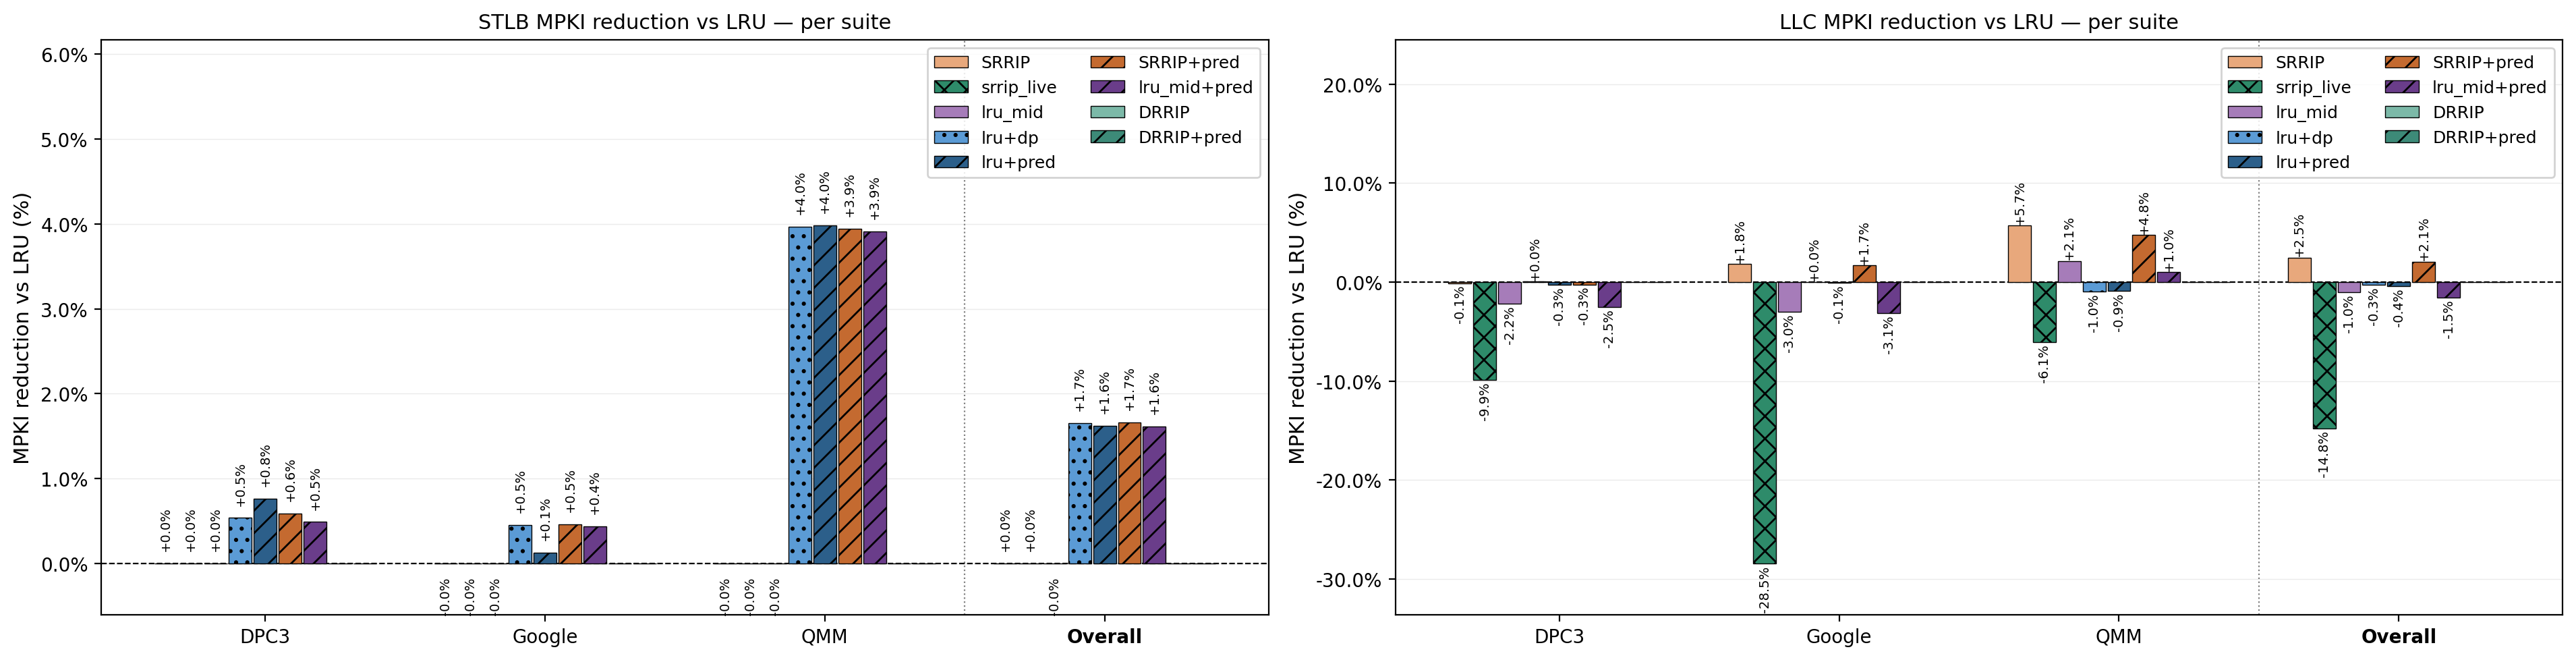 STLB MPKI reduction vs LRU — per suite
MPKI reduction vs LRU (%)
6.0%
5.0%
4.0%
3.0%
2.0%
1.0%
0.0%
SRRIP
srrip_live
lru_mid
lru+dp
lru+pred
SRRIP+pred
lru_mid+pred
DRRIP
DRRIP+pred
+0.0%
+0.0%
+0.0%
+0.5%
+0.8%
+0.6%
+0.5%
-0.0%
-0.0%
-0.0%
+0.5%
+0.1%
+0.5%
+0.4%
-0.0%
-0.0%
-0.0%
+4.0%
+4.0%
+3.9%
+3.9%
+0.0%
+0.0%
-0.0%
+1.7%
+1.6%
+1.7%
+1.6%
DPC3
Google
QMM
Overall
LLC MPKI reduction vs LRU — per suite
MPKI reduction vs LRU (%)
20.0%
10.0%
0.0%
-10.0%
-20.0%
-30.0%
SRRIP
srrip_live
lru_mid
lru+dp
lru+pred
SRRIP+pred
lru_mid+pred
DRRIP
DRRIP+pred
-0.1%
-9.9%
-2.2%
+0.0%
-0.3%
-0.3%
-2.5%
+1.8%
-28.5%
-3.0%
+0.0%
-0.1%
+1.7%
-3.1%
+5.7%
-6.1%
+2.1%
-1.0%
-0.9%
+4.8%
+1.0%
+2.5%
-14.8%
-1.0%
-0.3%
-0.4%
+2.1%
-1.5%
DPC3
Google
QMM
Overall